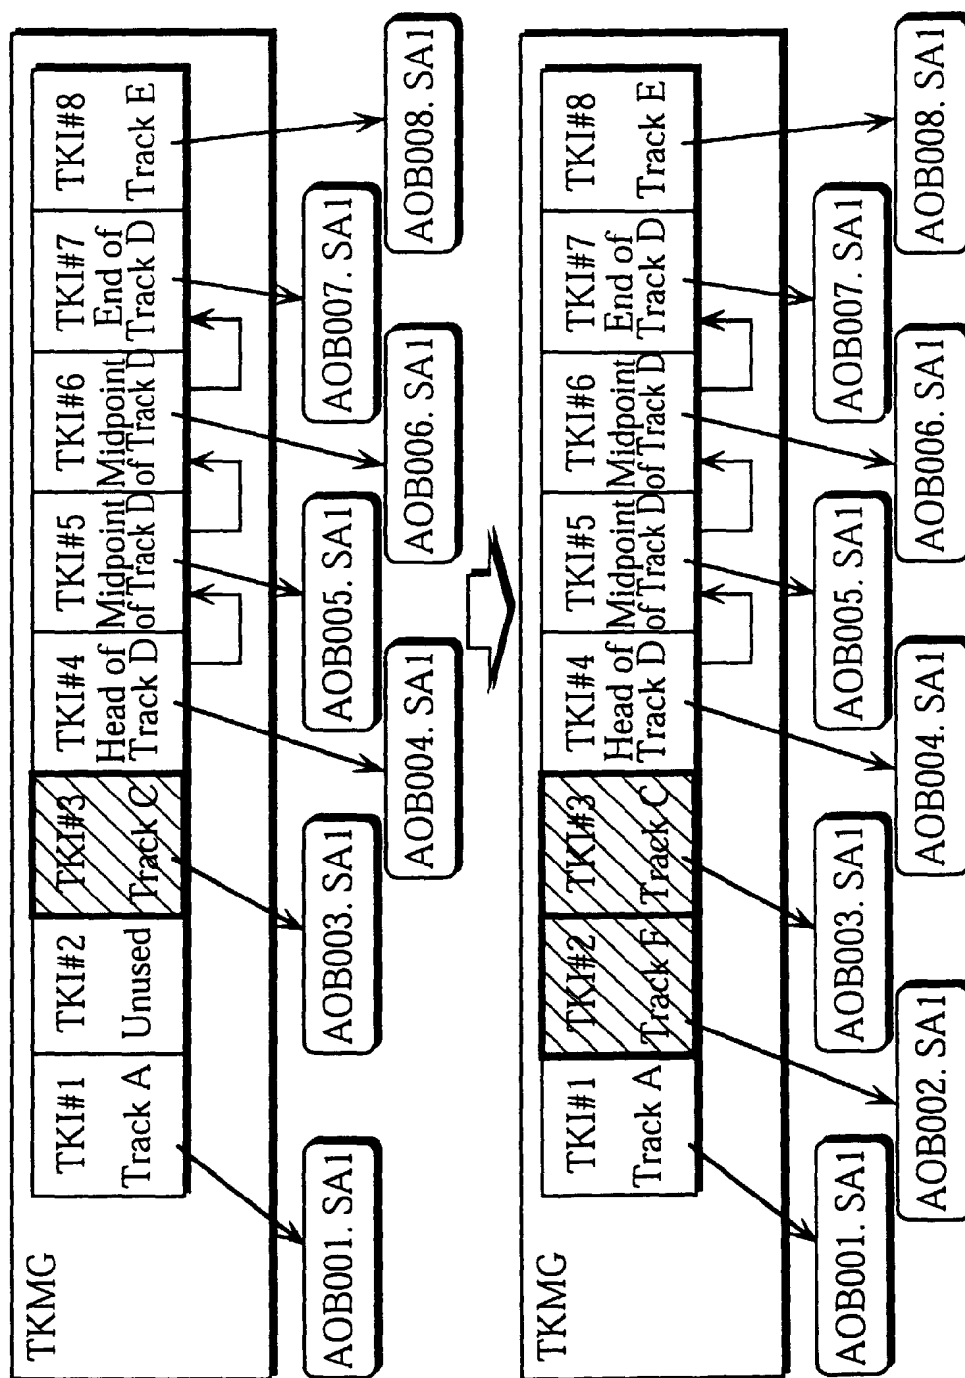 TKMG
TKI#1
Track A
TKI#2
Unused
TKI#3
Track C
TKI#4
Head of
Track D
TKI#5
Midpoint
of Track D
TKI#6
Midpoint
of Track D
TKI#7
End of
Track D
TKI#8
Track E
AOB001. SA1
AOB003. SA1
AOB004. SA1
AOB005. SA1
AOB006. SA1
AOB007. SA1
AOB008. SA1
TKMG
TKI#1
Track A
TKI#2
Track
TKI#3
Track C
TKI#4
Head of
Track D
TKI#5
Midpoint
of Track D
TKI#6
Midpoint
of Track D
TKI#7
End of
Track D
TKI#8
Track E
AOB001. SA1
AOB002. SA1
AOB003. SA1
AOB004. SA1
AOB005. SA1
AOB006. SA1
AOB007. SA1
AOB008. SA1